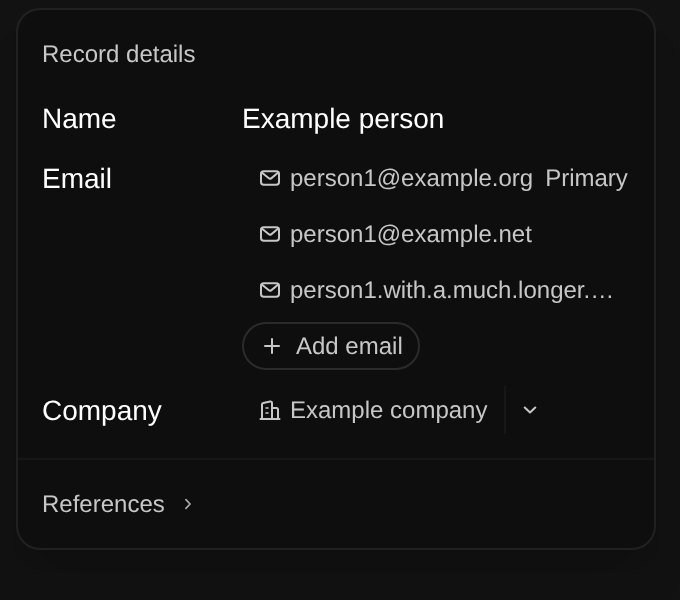 Record details
Name Example person
Email person1@example.org Primary
person1@example.net
person1.with.a.much.longer.…
Add email
Company Example company
References